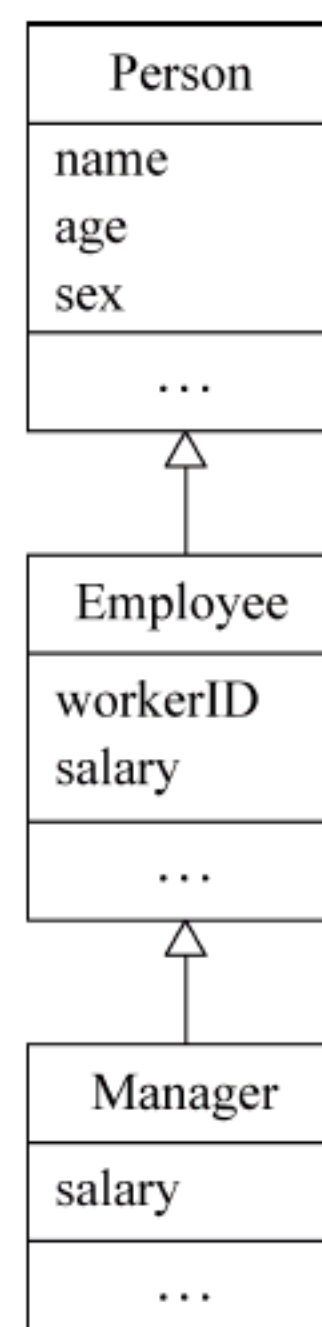 Person
name
age
sex
...
Employee
workerID
salary
...
Manager
salary
...